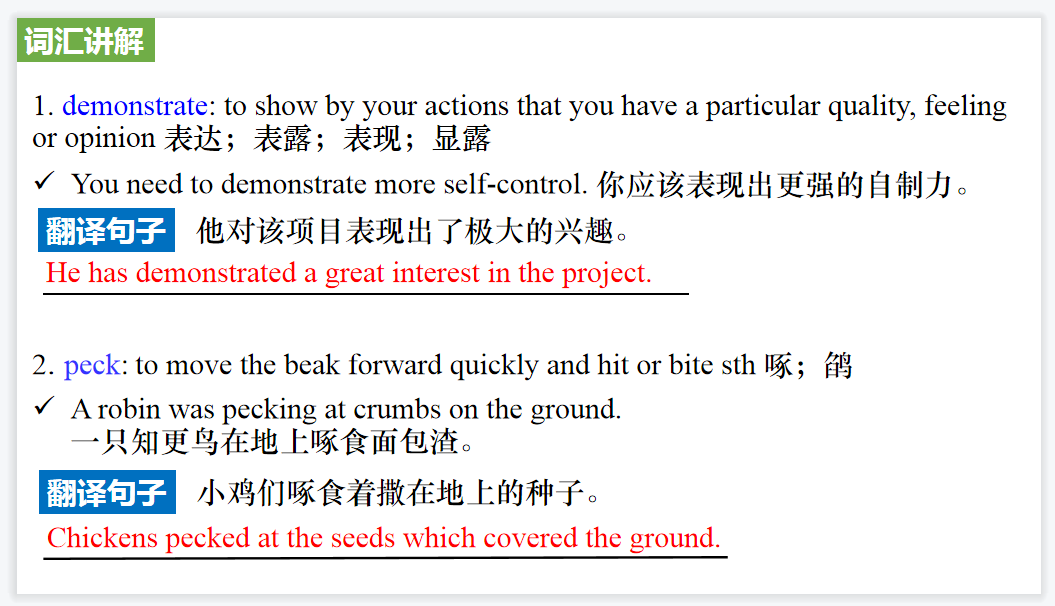 词汇讲解
1. demonstrate: to show by your actions that you have a particular quality, feeling
or opinion 表达；表露；表现；显露
✓ You need to demonstrate more self-control. 你应该表现出更强的自制力。
翻译句子 他对该项目表现出了极大的兴趣。
He has demonstrated a great interest in the project.
2. peck: to move the beak forward quickly and hit or bite sth 啄；鹐
✓ A robin was pecking at crumbs on the ground.
一只知更鸟在地上啄食面包渣。
翻译句子 小鸡们啄食着撒在地上的种子。
Chickens pecked at the seeds which covered the ground.